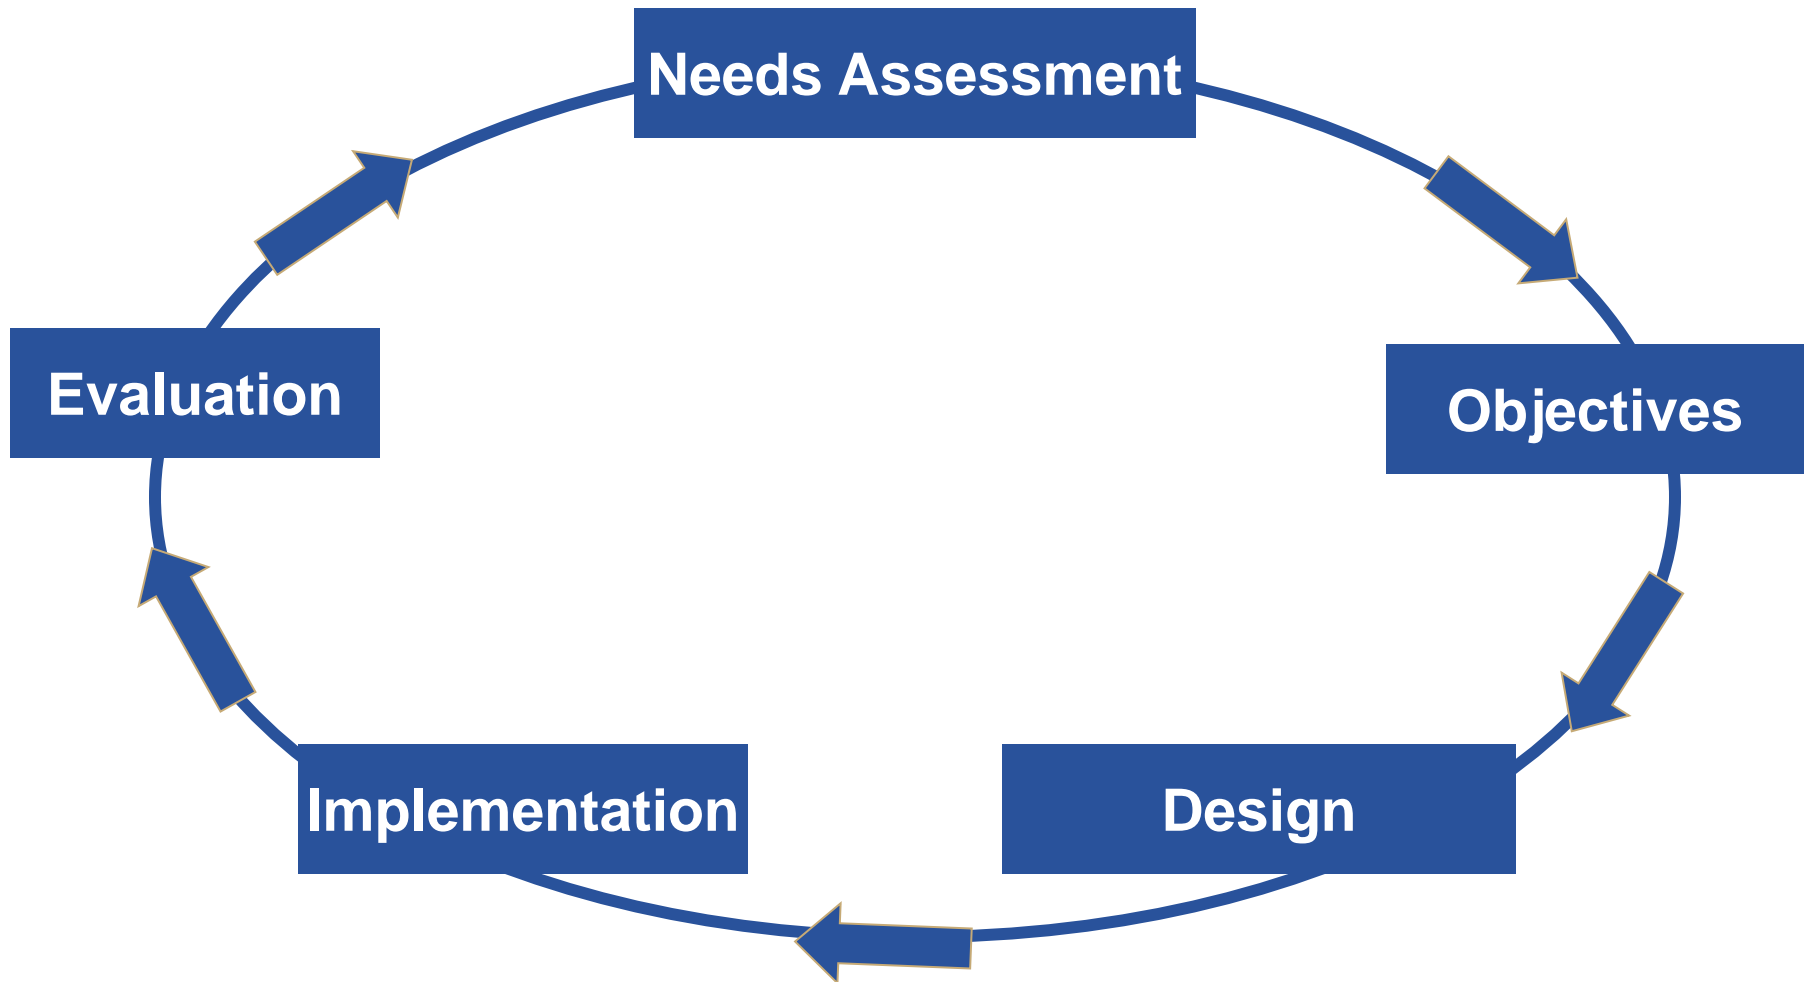 Needs Assessment
Objectives
Design
Implementation
Evaluation